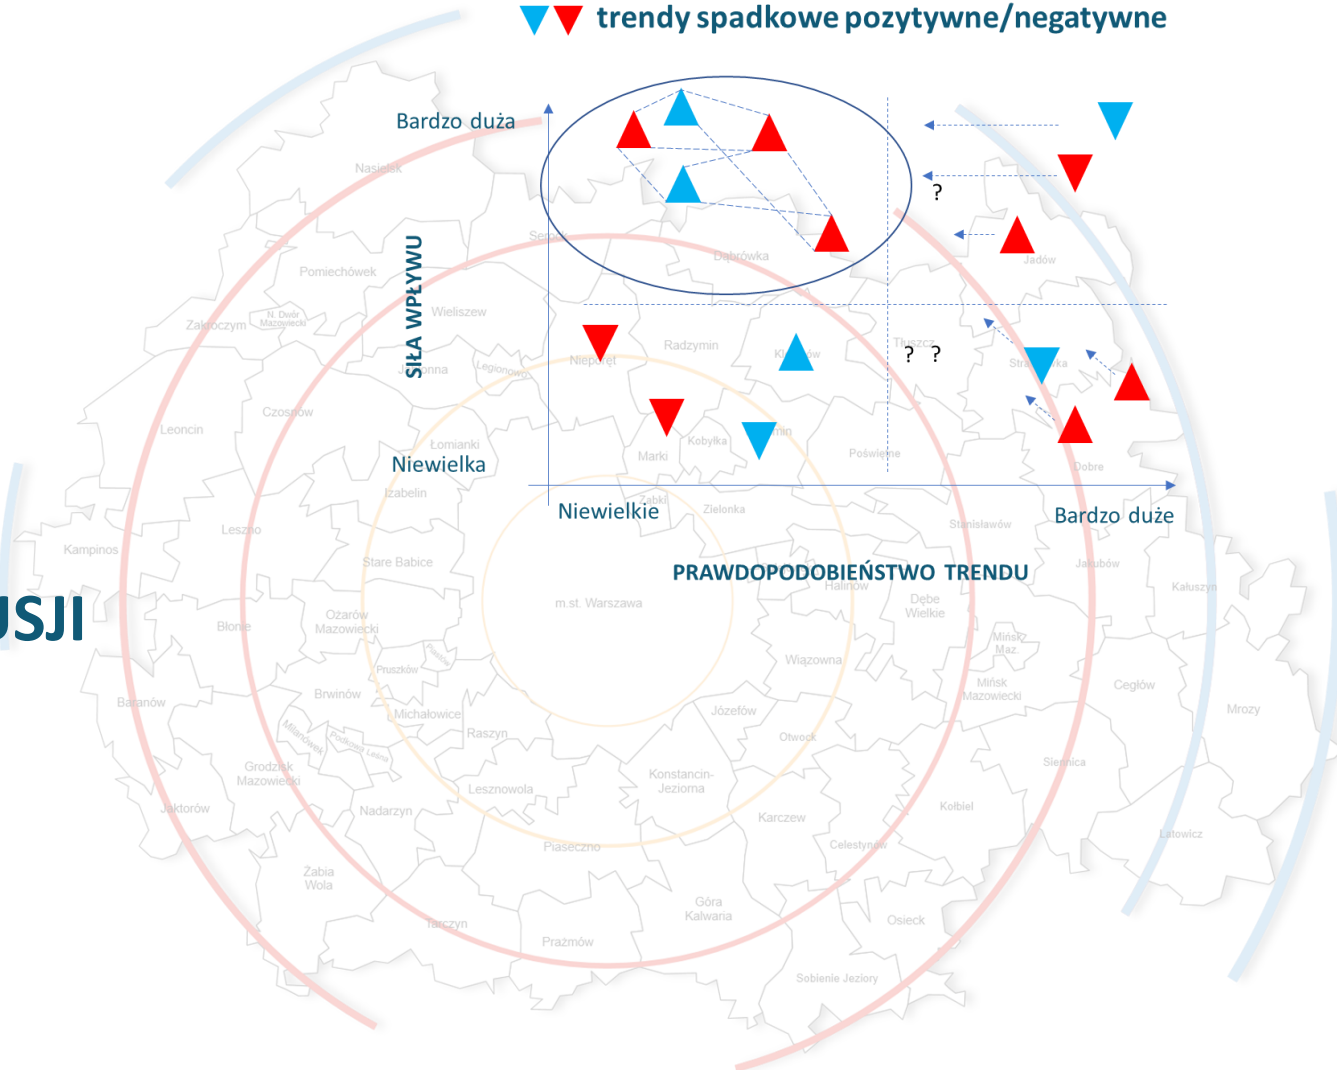 trendy spadkowe pozytywne/negatywne
Bardzo duża
SIŁA WPŁYWU
Niewielka
Niewielkie
Bardzo duże
PRAWDOPODOBIEŃSTWO TRENDU
?
? ?
USJI
Nasielsk
Serock
Dąbrówka
Jadów
Pomiechówek
Zakroczym
N. Dwór
Mazowiecki
Wieliszew
Radzymin
Tłuszcz
Nieporęt
Legionowo
Czosnów
Leoncin
Łomianki
Marki
Kobyłka
Poświętne
Dobre
Izabelin
Ząbki
Zielonka
Stanisławów
Leszno
Kampinos
Stare Babice
Jakubów
Kałuszyn
Halinów
m.st. Warszawa
Dębe
Wielkie
Błonie
Ożarów
Mazowiecki
Mińsk
Maz.
Piastów
Pruszków
Wiązowna
Mińsk
Mazowiecki
Cegłów
Baranów
Brwinów
Michałowice
Józefów
Mrozy
Milanówek
Podkowa Leśna
Raszyn
Otwock
Siennica
Grodzisk
Mazowiecki
Lesznowola
Konstancin-
Jeziorna
Jaktorów
Nadarzyn
Karczew
Kołbiel
Latowicz
Piaseczno
Celestynów
Żabia
Wola
Góra
Kalwaria
Tarczyn
Osieck
Prażmów
Sobienie Jeziory